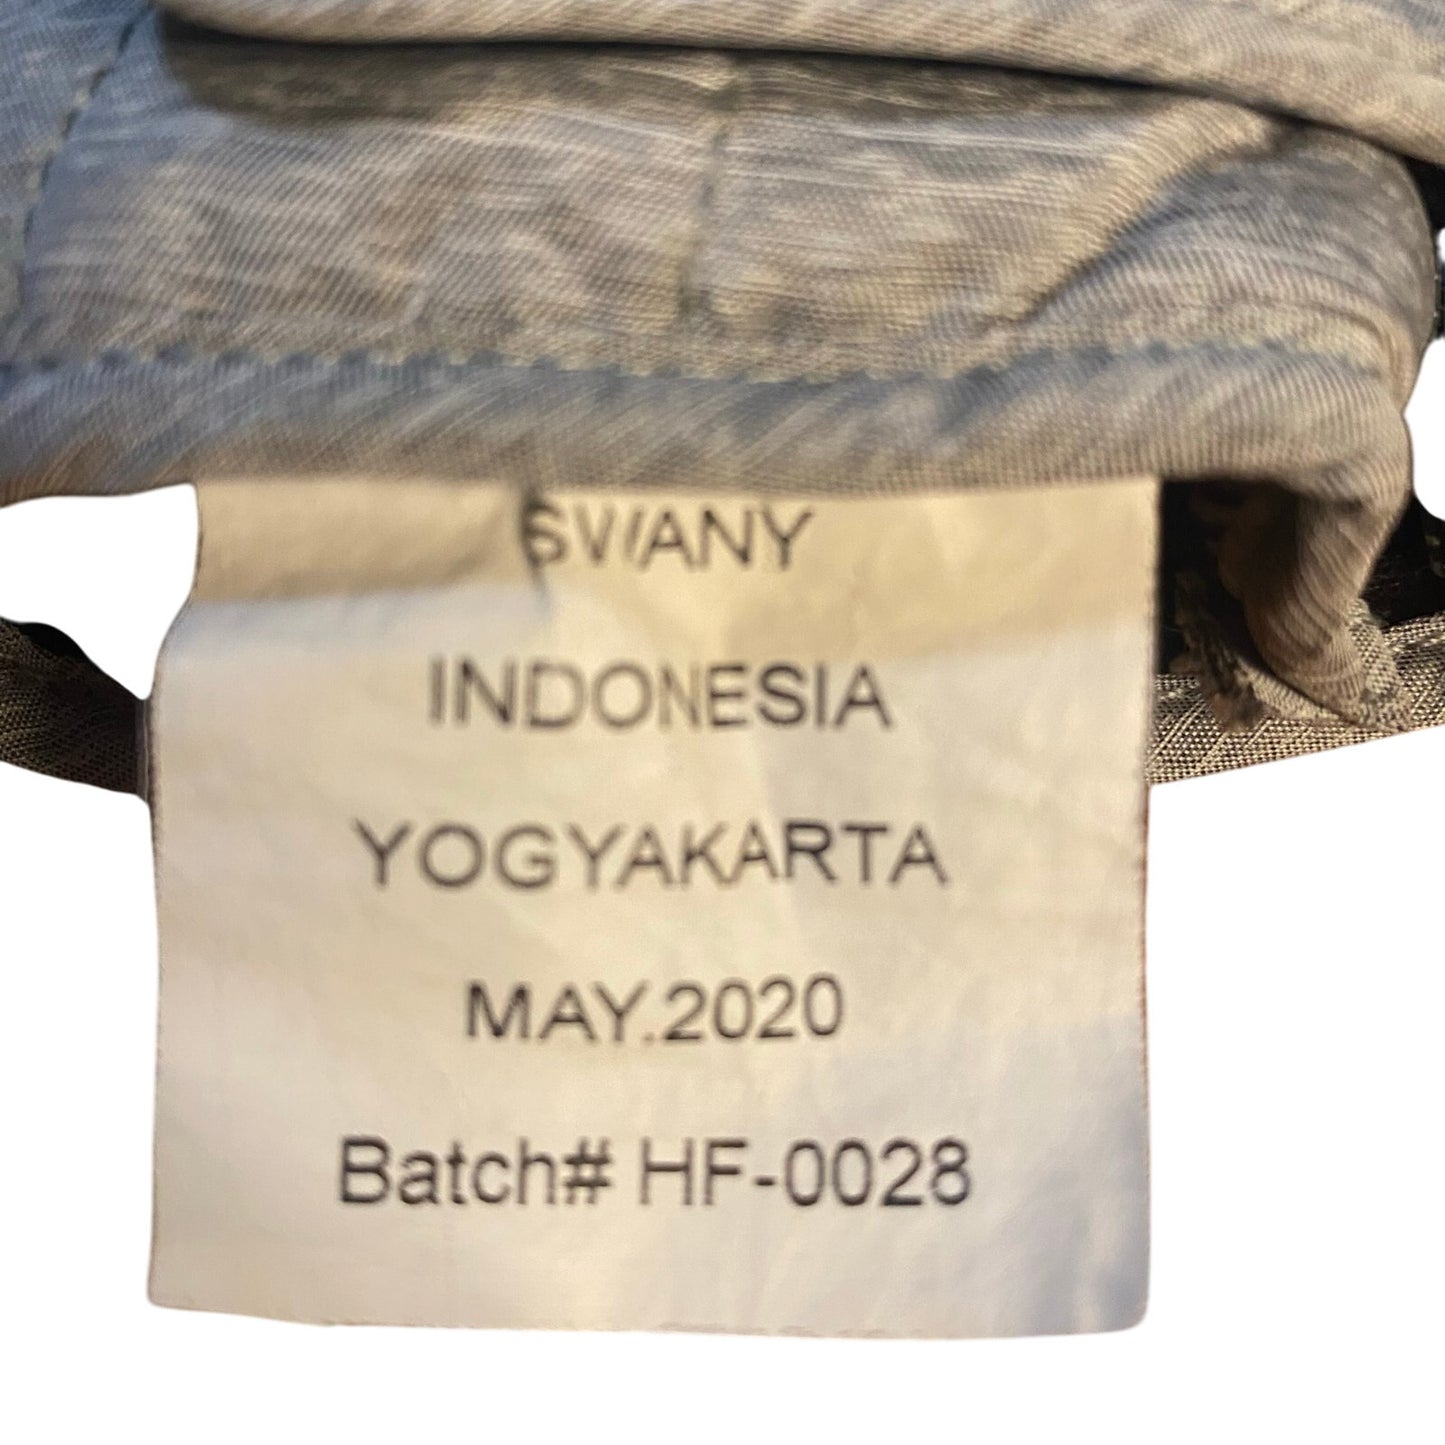 SWANY
INDONESIA
YOGYAKARTA
MAY.2020
Batch# HF-0028